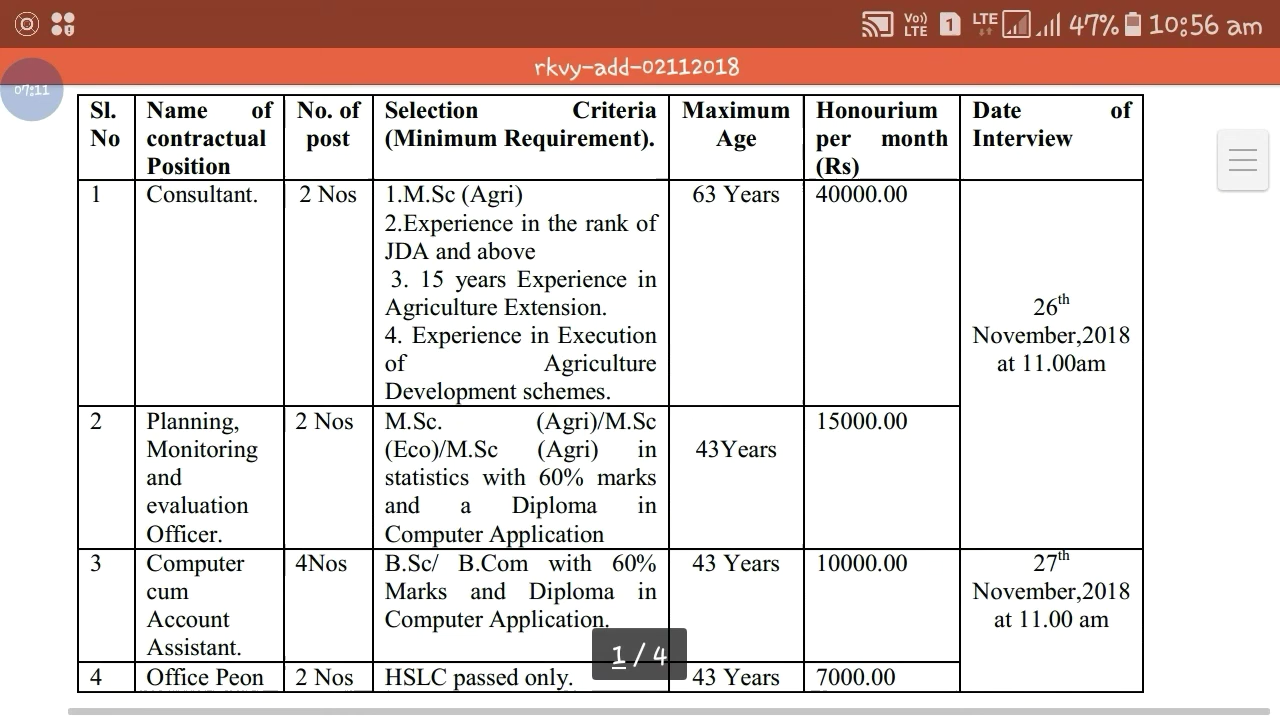 Vo)) LTE 1 LTE 47% 10:56 am
rkvy-add-02112018
07:11
Sl. No
Name of contractual Position
No. of post
Selection Criteria (Minimum Requirement).
Maximum Age
Honourium per month (Rs)
Date of Interview
1
Consultant.
2 Nos
1.M.Sc (Agri)
2.Experience in the rank of
JDA and above
3. 15 years Experience in
Agriculture Extension.
4. Experience in Execution
of Agriculture
Development schemes.
63 Years
40000.00
26th
November,2018
at 11.00am
2
Planning,
Monitoring
and
evaluation
Officer.
2 Nos
M.Sc. (Agri)/M.Sc
(Eco)/M.Sc (Agri) in
statistics with 60% marks
and a Diploma in
Computer Application
43Years
15000.00
3
Computer
cum
Account
Assistant.
4Nos
B.Sc/ B.Com with 60%
Marks and Diploma in
Computer Application.
43 Years
10000.00
27th
November,2018
at 11.00 am
4
Office Peon
2 Nos
HSLC passed only.
43 Years
7000.00
1 / 4